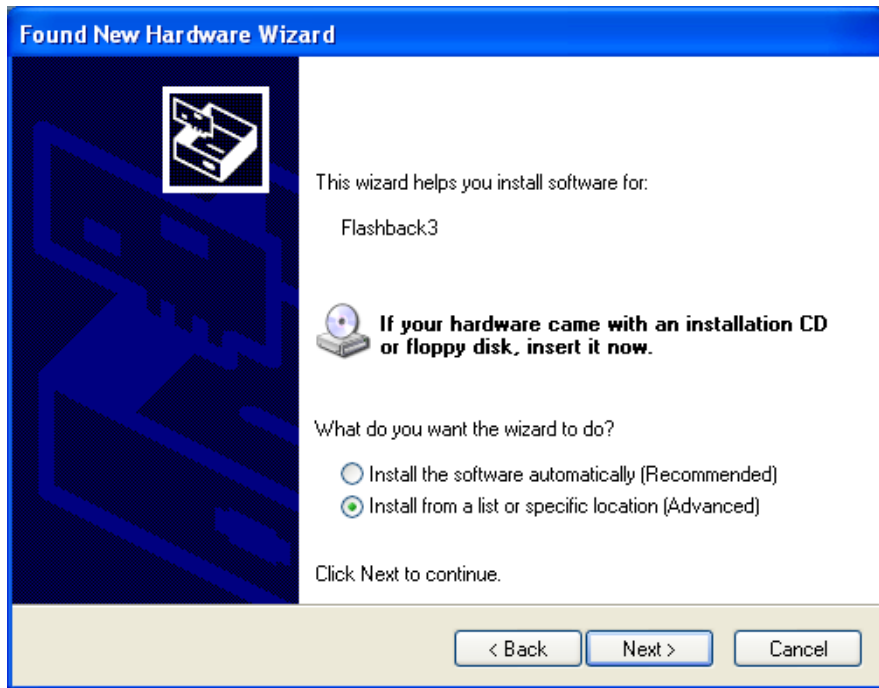 Found New Hardware Wizard
This wizard helps you install software for:
Flashback3
If your hardware came with an installation CD
or floppy disk, insert it now.
What do you want the wizard to do?
Install the software automatically (Recommended)
Install from a list or specific location (Advanced)
Click Next to continue.
< Back
Next >
Cancel